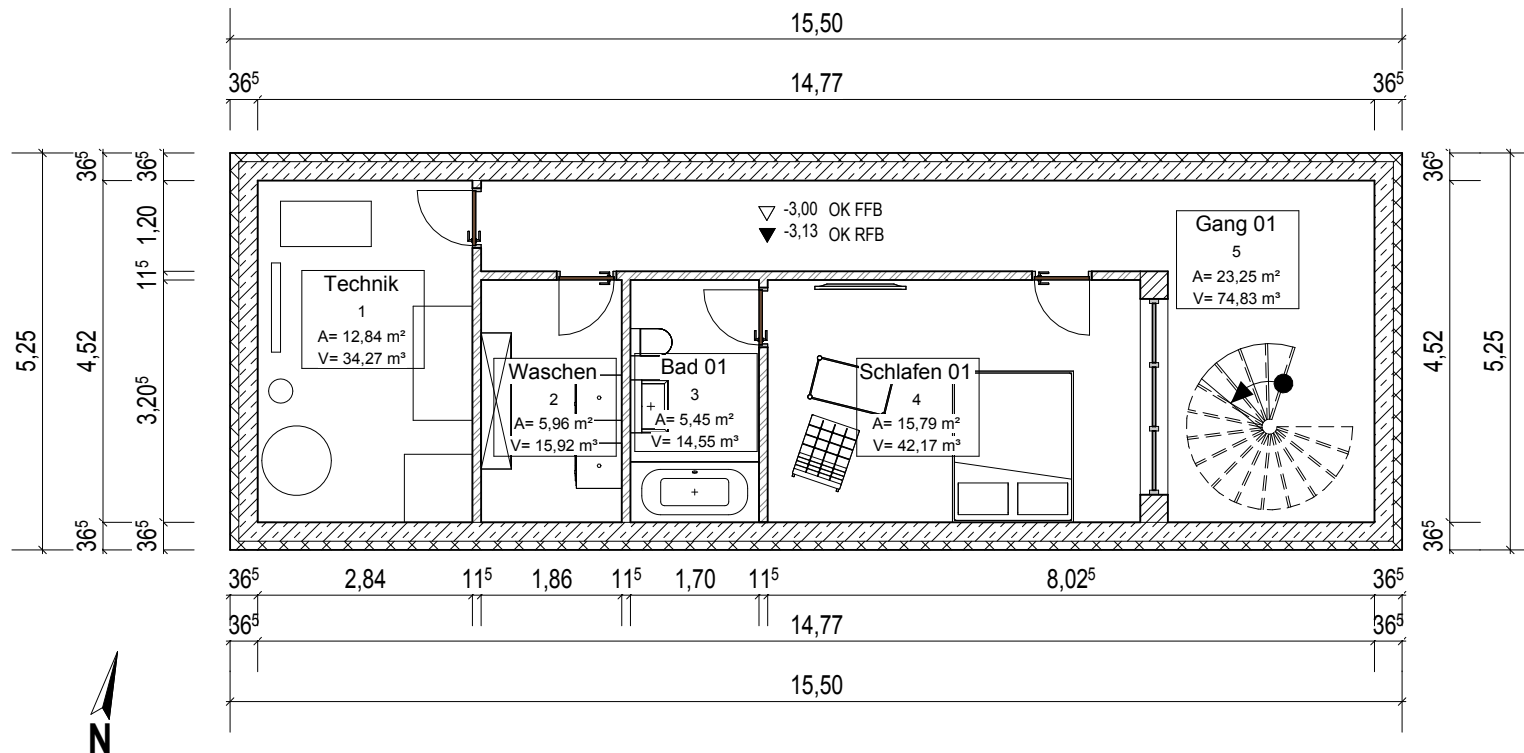 15,50
36⁵ 14,77 36⁵
5,25
4,52
36⁵
36⁵
36⁵
1,20
11⁵
3,20⁵
36⁵
-3,00 OK FFB
-3,13 OK RFB
Technik
1
A= 12,84 m²
V= 34,27 m³
Waschen
2
A= 5,96 m²
V= 15,92 m³
Bad 01
3
A= 5,45 m²
V= 14,55 m³
Schlafen 01
4
A= 15,79 m²
V= 42,17 m³
Gang 01
5
A= 23,25 m²
V= 74,83 m³
36⁵
4,52
36⁵
5,25
36⁵ 2,84 11⁵ 1,86 11⁵ 1,70 11⁵ 8,02⁵ 36⁵
36⁵ 14,77 36⁵
15,50
N